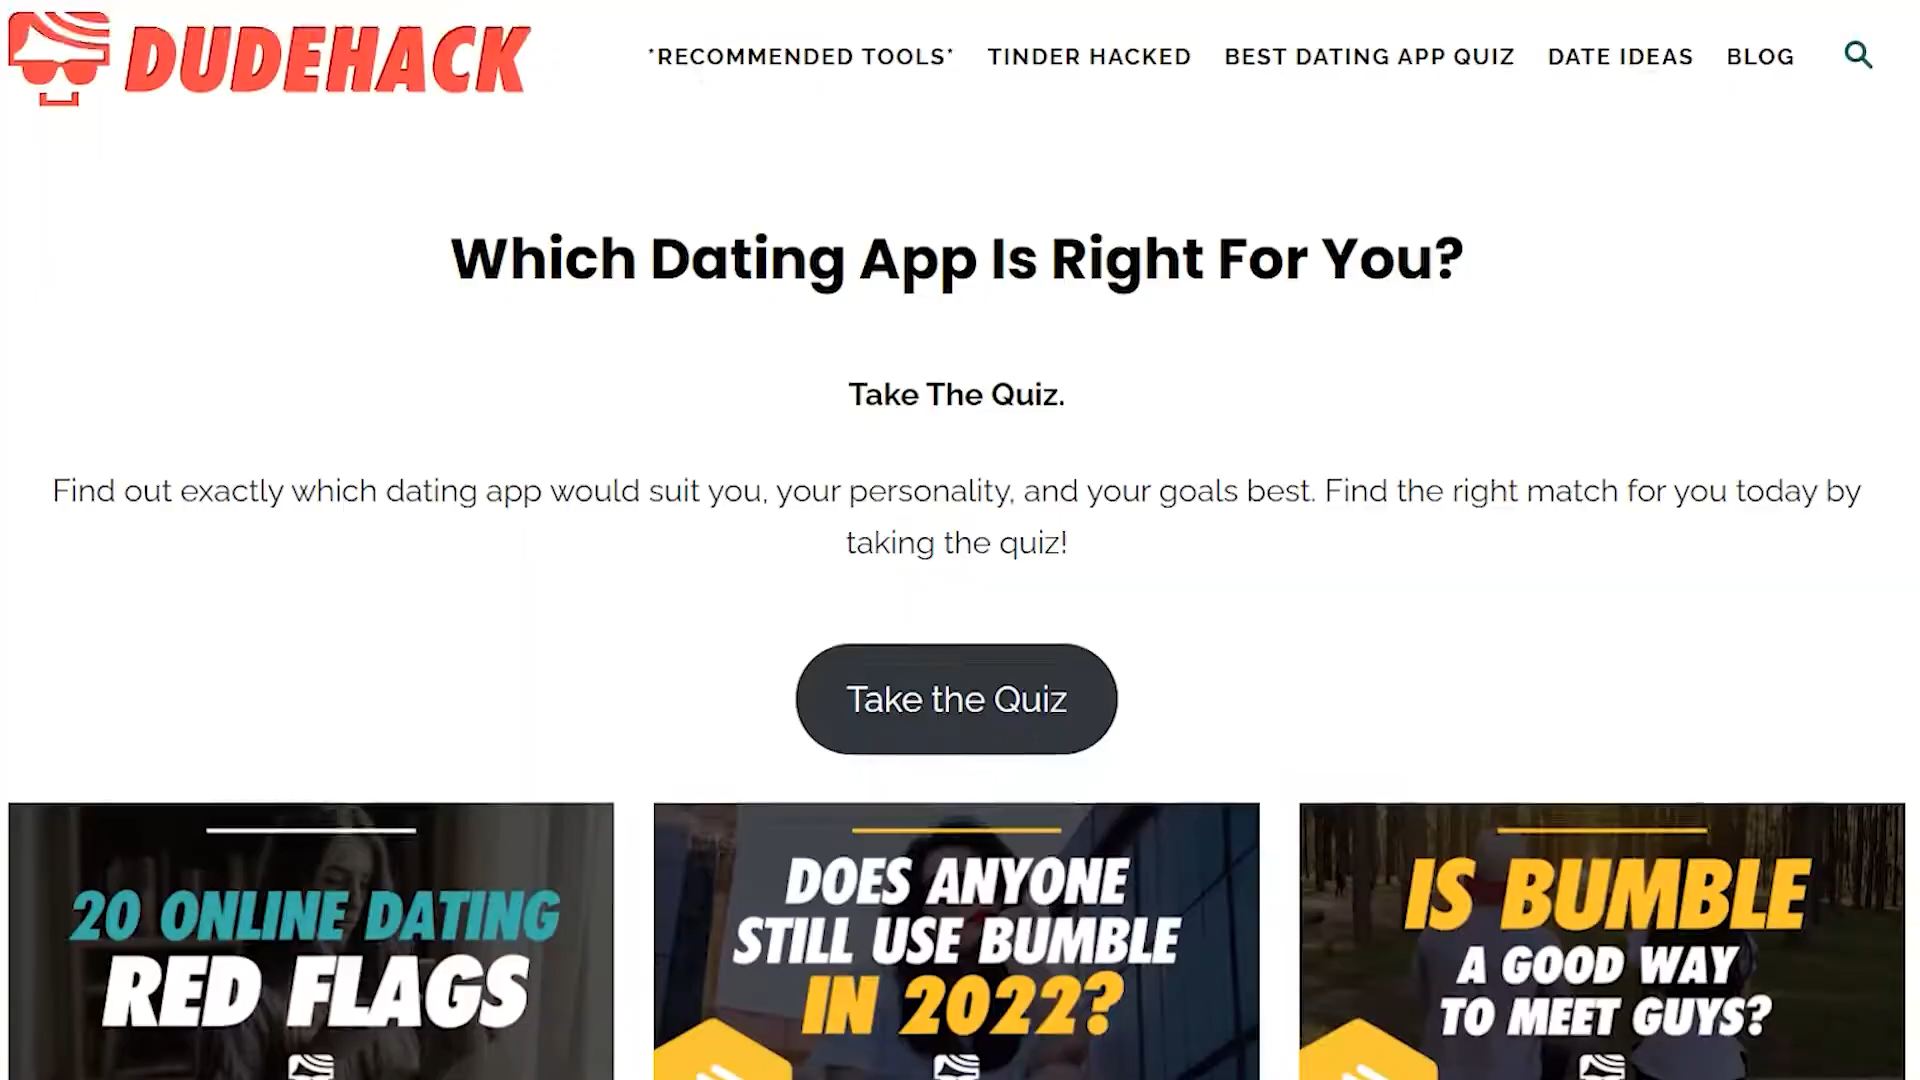 DUDEHACK
*RECOMMENDED TOOLS* TINDER HACKED BEST DATING APP QUIZ DATE IDEAS BLOG
Which Dating App Is Right For You?
Take The Quiz.
Find out exactly which dating app would suit you, your personality, and your goals best. Find the right match for you today by
taking the quiz!
Take the Quiz
20 ONLINE DATING
RED FLAGS
DOES ANYONE
STILL USE BUMBLE
IN 2022?
IS BUMBLE
A GOOD WAY
TO MEET GUYS?